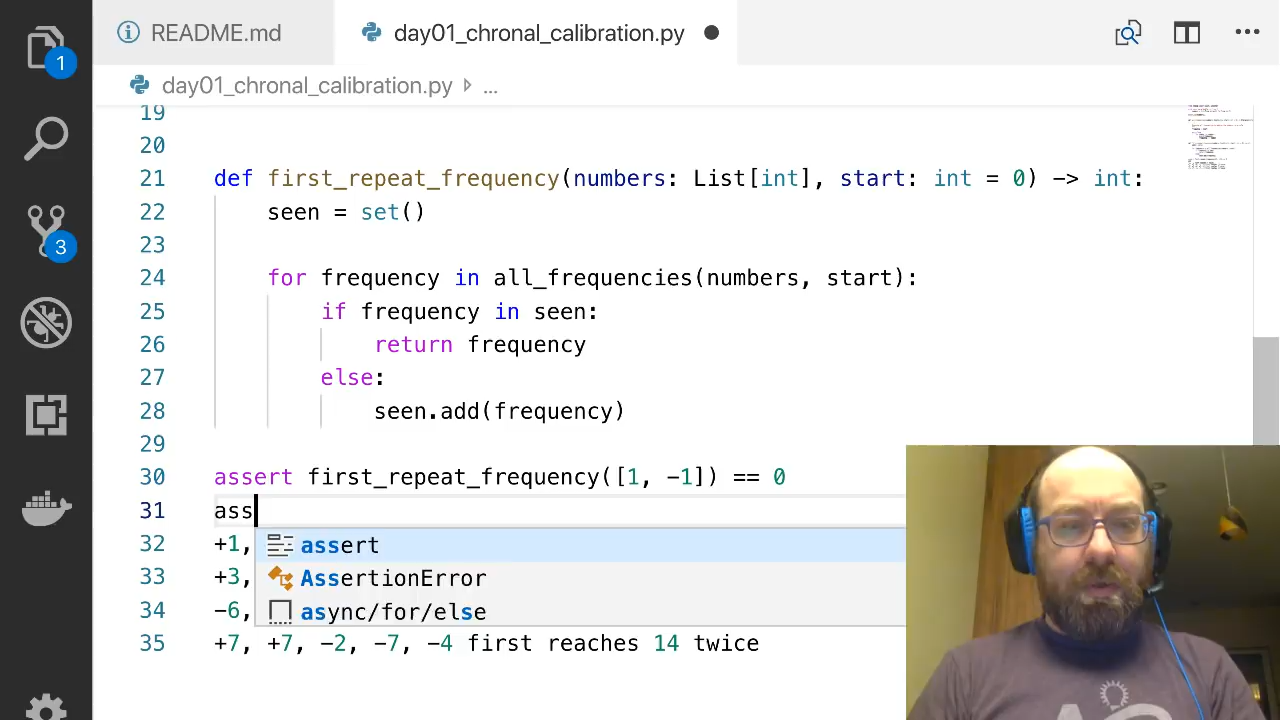 1
README.md
day01_chronal_calibration.py
day01_chronal_calibration.py ...
19
20
21 def first_repeat_frequency(numbers: List[int], start: int = 0) -> int:
22 seen = set()
23
24 for frequency in all_frequencies(numbers, start):
25 if frequency in seen:
26 return frequency
27 else:
28 seen.add(frequency)
29
30 assert first_repeat_frequency([1, -1]) == 0
31 ass
32 +1, assert
33 +3, AssertionError
34 -6, async/for/else
35 +7, +7, -2, -7, -4 first reaches 14 twice
3